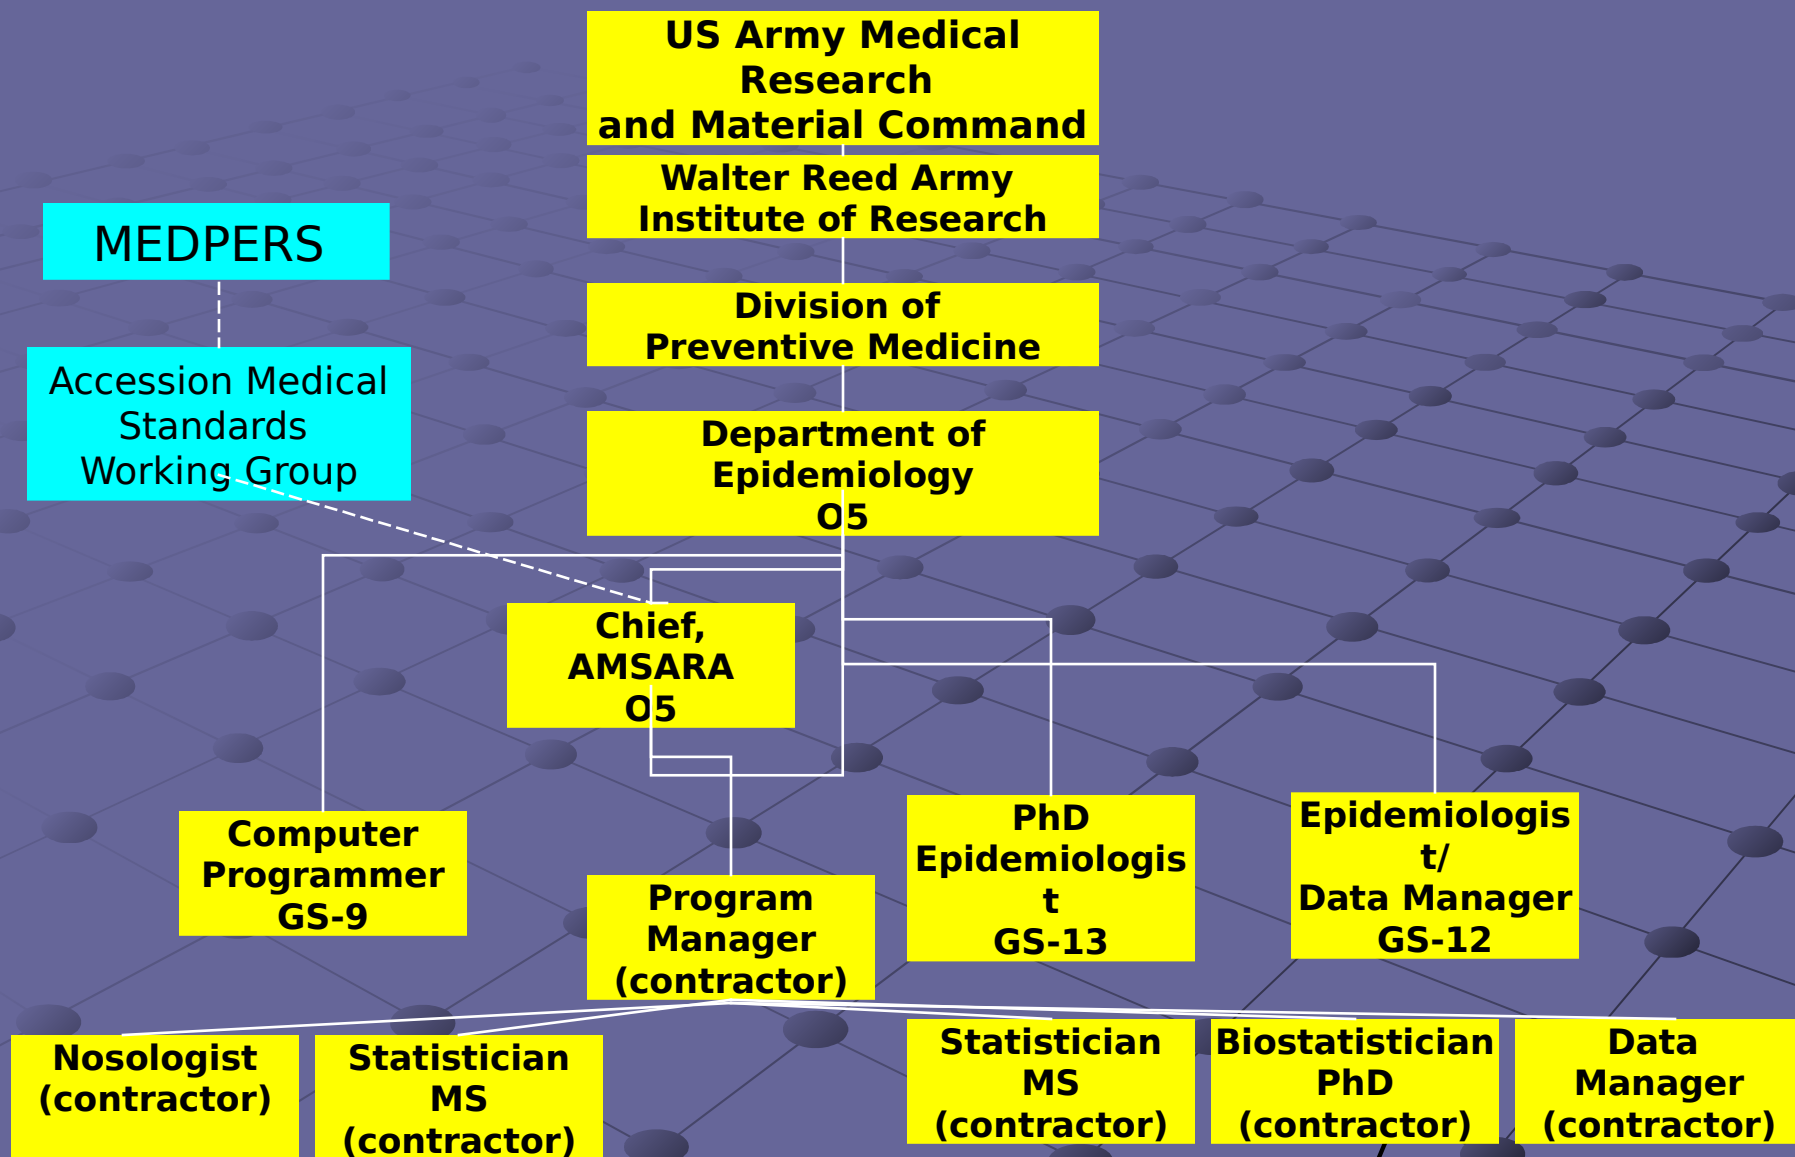 US Army Medical
Research
and Material Command
Walter Reed Army
Institute of Research
MEDPERS
Division of
Preventive Medicine
Accession Medical
Standards
Working Group
Department of
Epidemiology
O5
Chief,
AMSARA
O5
Computer
Programmer
GS-9
Program
Manager
(contractor)
PhD
Epidemiologis
t
GS-13
Epidemiologis
t/
Data Manager
GS-12
Nosologist
(contractor)
Statistician
MS
(contractor)
Statistician
MS
(contractor)
Biostatistician
PhD
(contractor)
Data
Manager
(contractor)